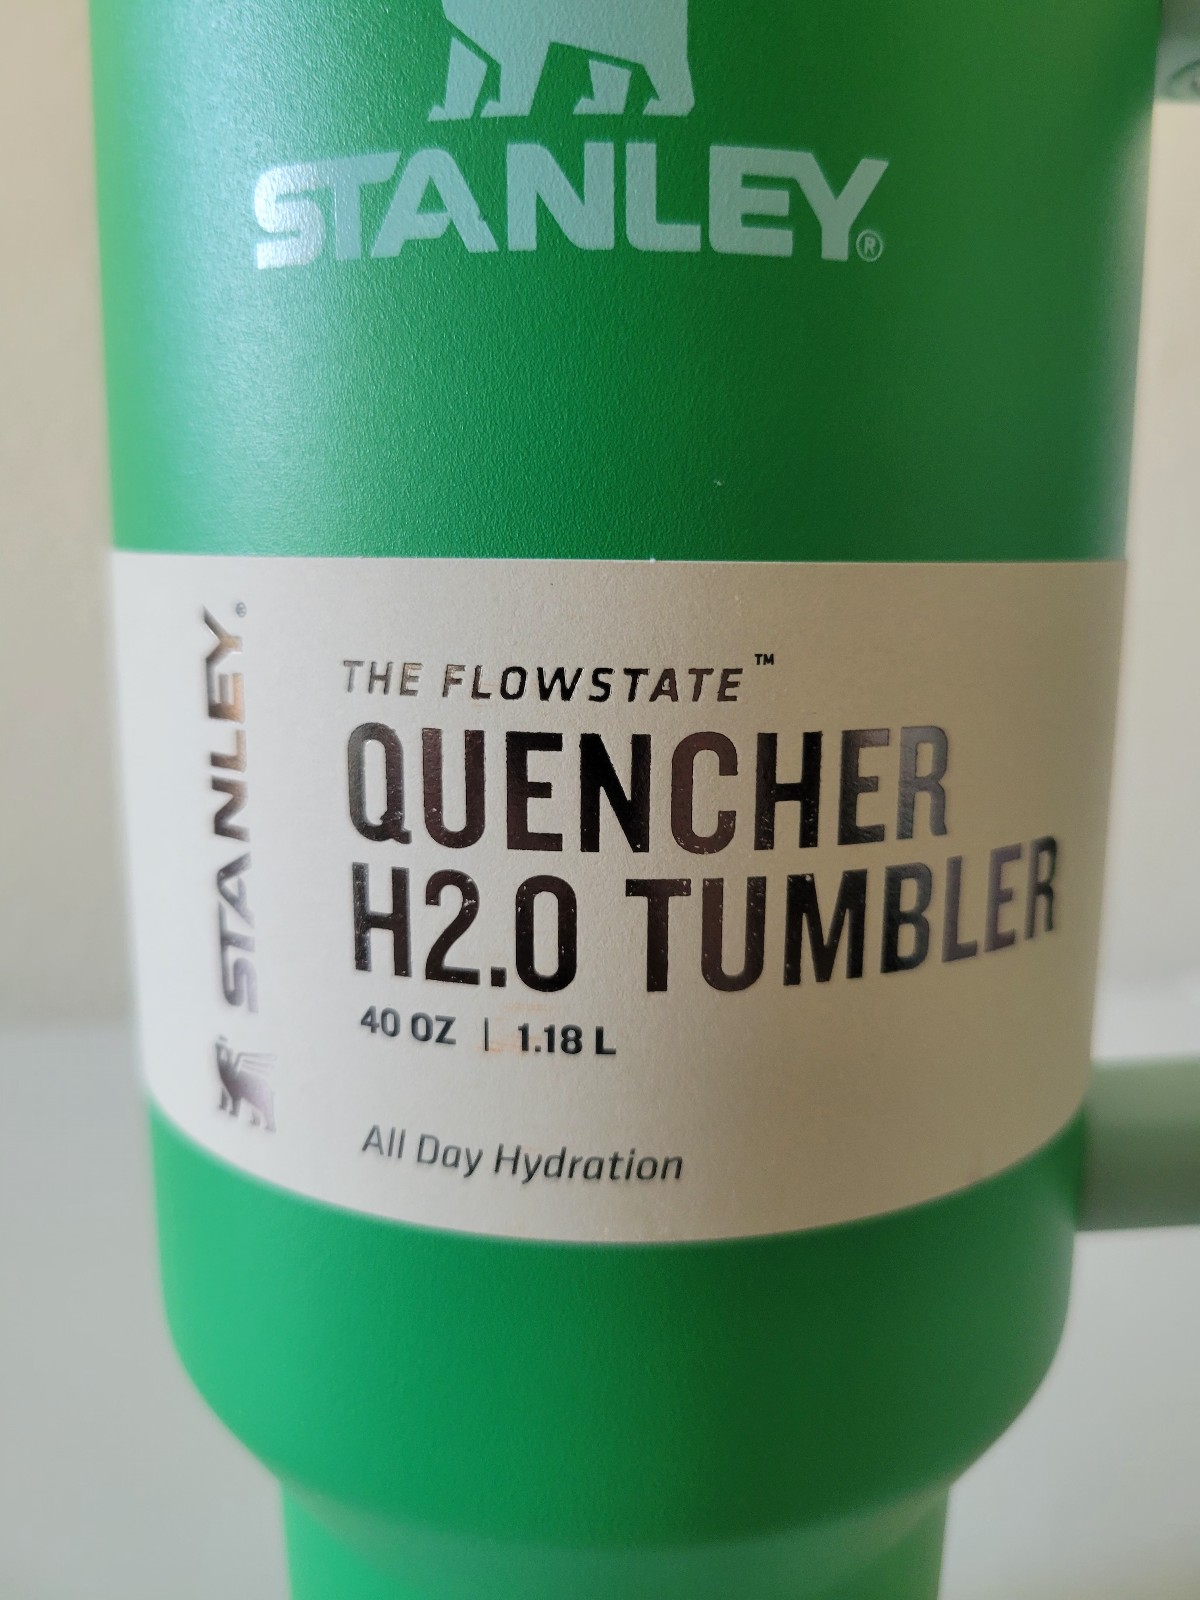 STANLEY®
STANLEY®
THE FLOWSTATE™
QUENCHER
H2.0 TUMBLER
40 OZ | 1.18 L
All Day Hydration